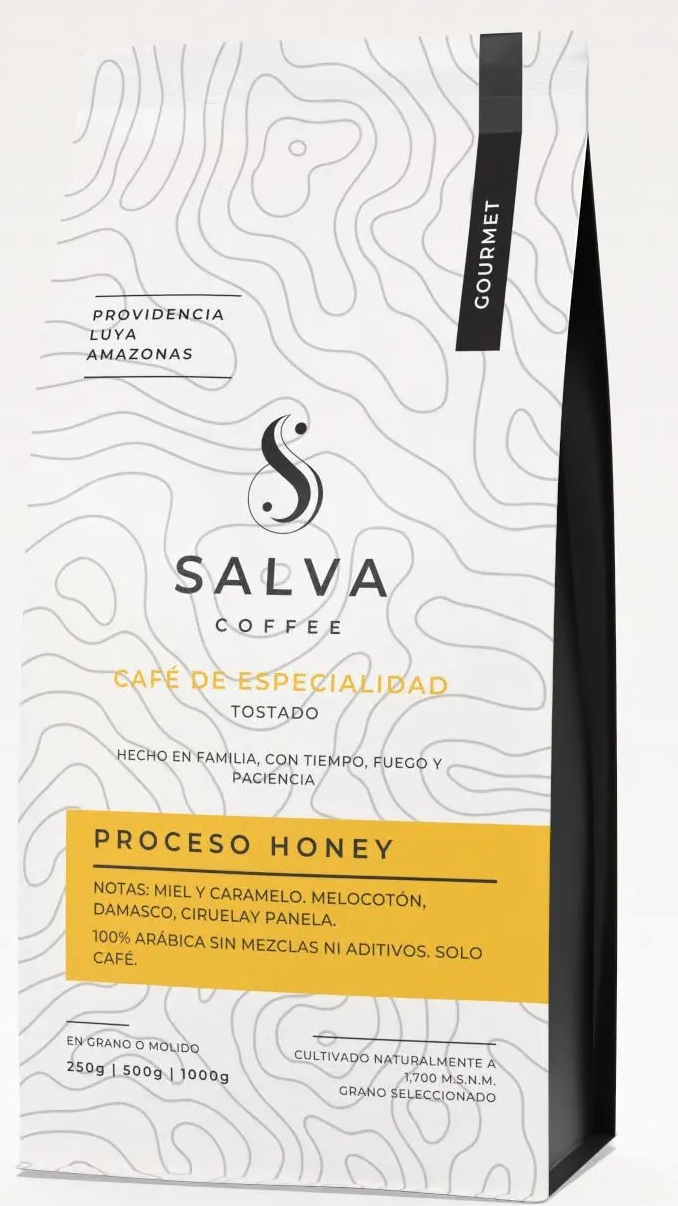 GOURMET
PROVIDENCIA
LUYA
AMAZONAS
SALVA
COFFEE
CAFÉ DE ESPECIALIDAD
TOSTADO
HECHO EN FAMILIA, CON TIEMPO, FUEGO Y
PACIENCIA
PROCESO HONEY
NOTAS: MIEL Y CARAMELO. MELOCOTÓN,
DAMASCO, CIRUELAY PANELA.
100% ARÁBICA SIN MEZCLAS NI ADITIVOS. SOLO
CAFÉ.
EN GRANO O MOLIDO
250g | 500g | 1000g
CULTIVADO NATURALMENTE A
1,700 M.S.N.M.
GRANO SELECCIONADO